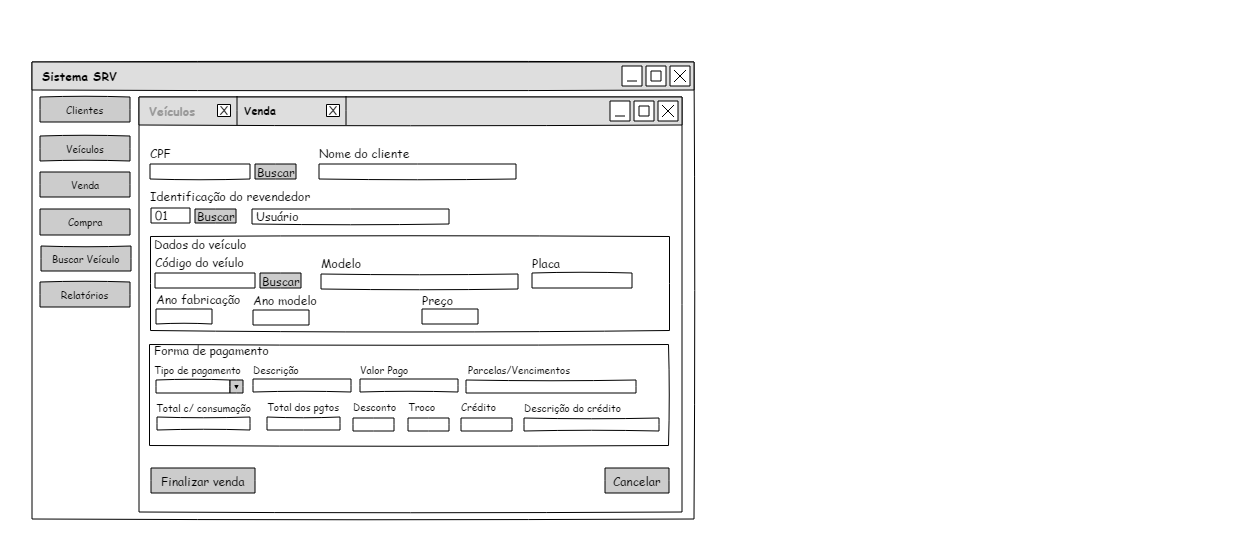 Sistema SRV
Clientes
Veículos
Venda
Compra
Buscar Veículo
Relatórios
Veículos X Venda X
CPF Nome do cliente
Buscar
Identificação do revendedor
01 Buscar Usuário
Dados do veículo
Código do veíulo Modelo Placa
Buscar
Ano fabricação Ano modelo Preço
Forma de pagamento
Tipo de pagamento Descrição Valor Pago Parcelas/Vencimentos
Total c/ consumação Total dos pgtos Desconto Troco Crédito Descrição do crédito
Finalizar venda Cancelar